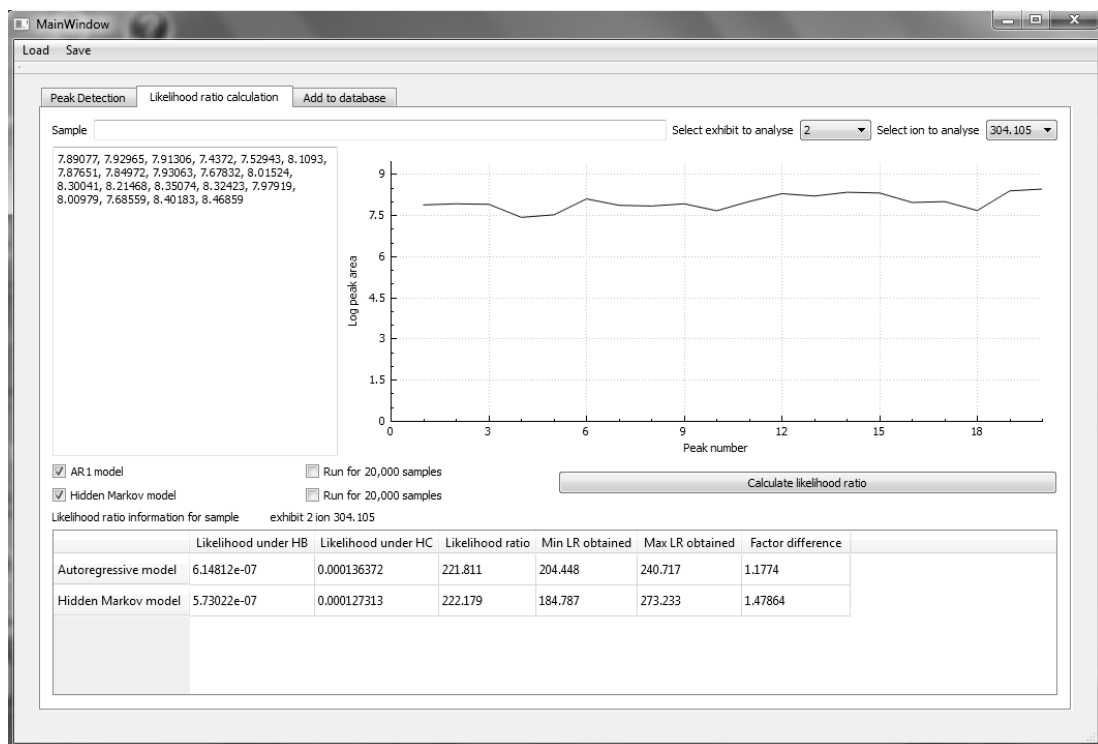 MainWindow
Load Save
Peak Detection Likelihood ratio calculation Add to database
Sample Select exhibit to analyse 2 Select ion to analyse 304.105
7.89077, 7.92965, 7.91306, 7.4372, 7.52943, 8.1093,
7.87651, 7.84972, 7.93063, 7.67832, 8.01524,
8.30041, 8.21468, 8.35074, 8.32423, 7.97919,
8.00979, 7.68559, 8.40183, 8.46859
9
7.5
6
4.5
3
1.5
0
Log peak area
0 3 6 9 12 15 18
Peak number
AR1 model Run for 20,000 samples
Hidden Markov model Run for 20,000 samples
Calculate likelihood ratio
Likelihood ratio information for sample exhibit 2 ion 304.105
Likelihood under HB Likelihood under HC Likelihood ratio Min LR obtained Max LR obtained Factor difference
Autoregressive model 6.14812e-07 0.000136372 221.811 204.448 240.717 1.1774
Hidden Markov model 5.73022e-07 0.000127313 222.179 184.787 273.233 1.47864